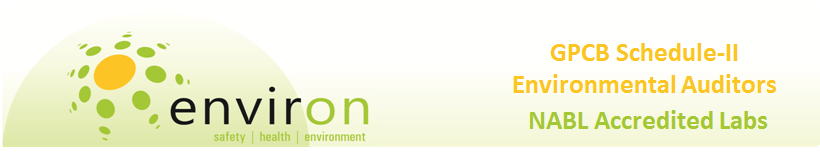 environ
safety | health | environment
GPCB Schedule-II
Environmental Auditors
NABL Accredited Labs